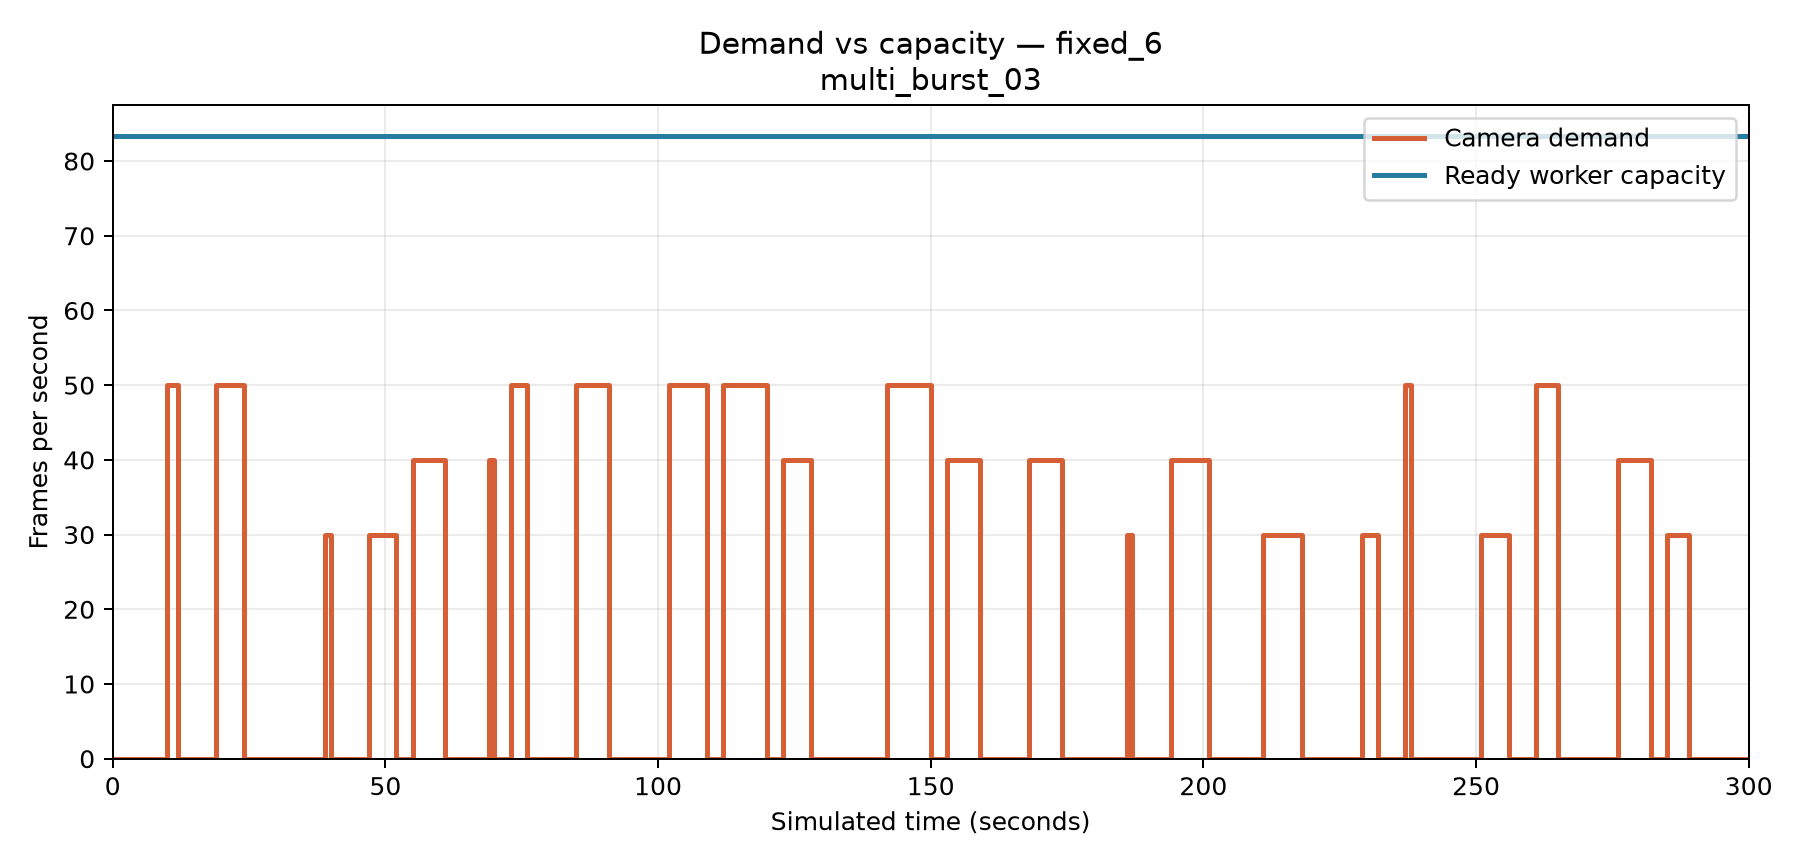 Demand vs capacity — fixed_6
multi_burst_03
Camera demand
Ready worker capacity
Frames per second
80
70
60
50
40
30
20
10
0
0 50 100 150 200 250 300
Simulated time (seconds)